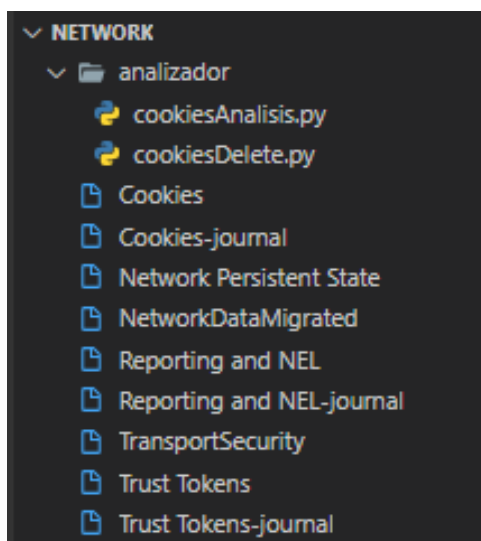 NETWORK
analizador
cookiesAnalisis.py
cookiesDelete.py
Cookies
Cookies-journal
Network Persistent State
NetworkDataMigrated
Reporting and NEL
Reporting and NEL-journal
TransportSecurity
Trust Tokens
Trust Tokens-journal